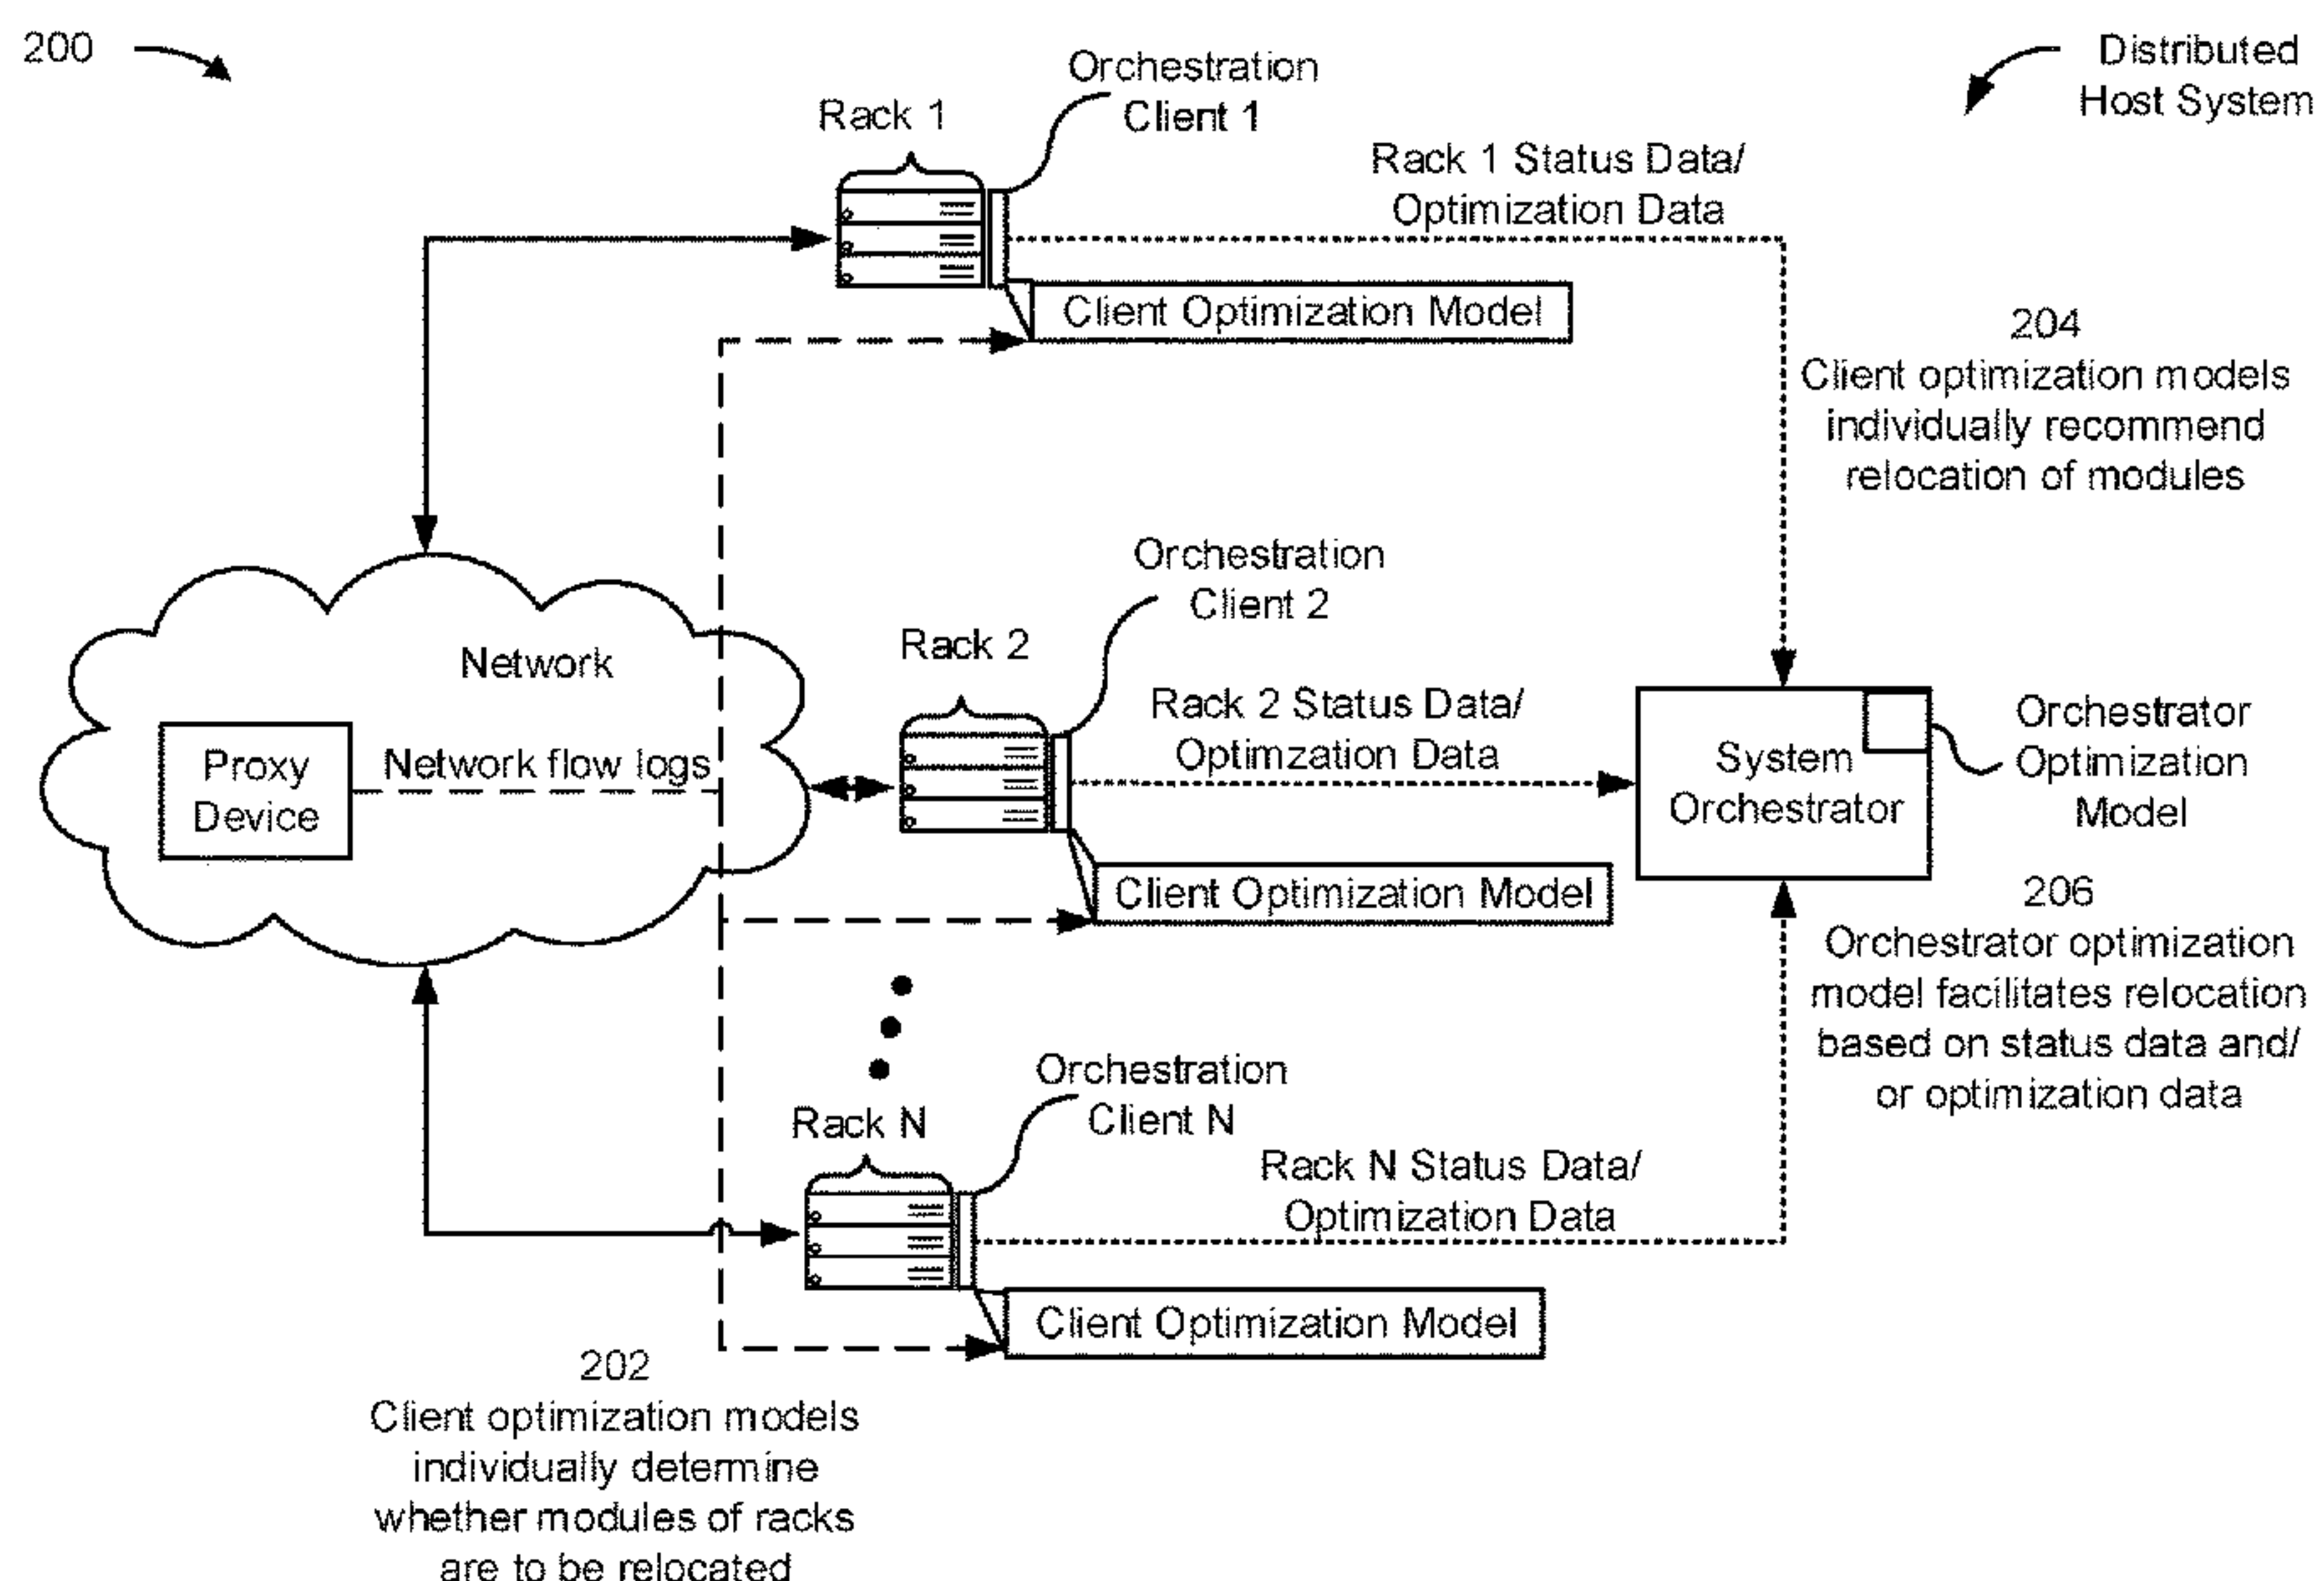 200
Distributed
Host System
Orchestration
Client 1
Rack 1
Rack 1 Status Data/
Optimization Data
Client Optimization Model
204
Client optimization models
individually recommend
relocation of modules
Orchestration
Client 2
Rack 2
Network
Rack 2 Status Data/
Optimzation Data
Proxy
Device
Network flow logs
System
Orchestrator
Orchestrator
Optimization
Model
Client Optimization Model
206
Orchestrator optimization
model facilitates relocation
based on status data and/
or optimization data
Orchestration
Client N
Rack N
Rack N Status Data/
Optimization Data
Client Optimization Model
202
Client optimization models
individually determine
whether modules of racks
are to be relocated